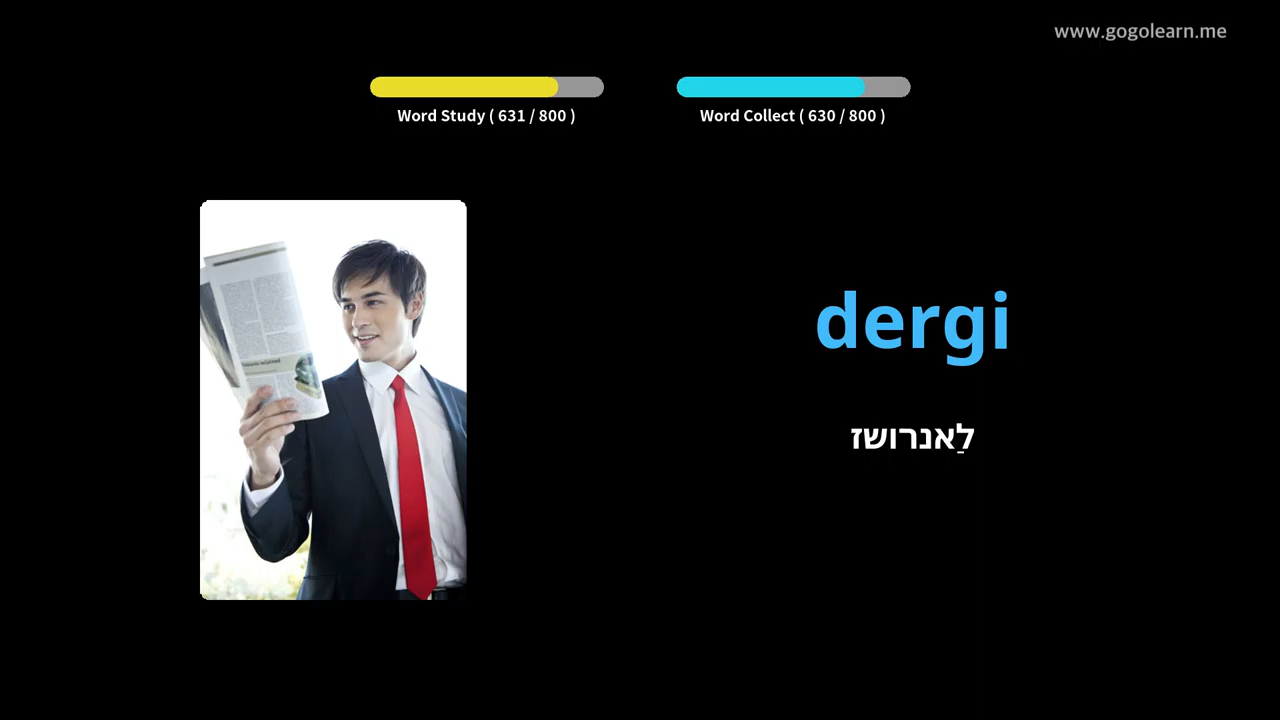 www.gogolearn.me
Word Study ( 631 / 800 )
Word Collect ( 630 / 800 )
dergi
לַאנרושז